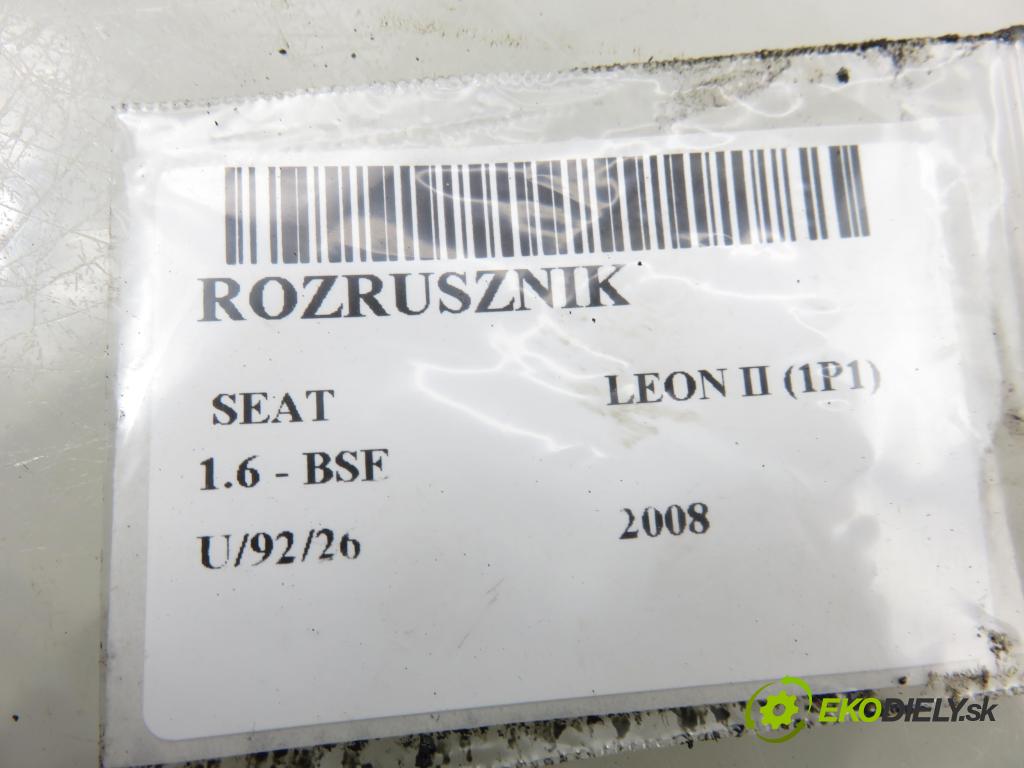 ROZRUSZNIK
SEAT LEON II (1P1)
1.6 - BSF
U/92/26 2008
EKODIELY.sk